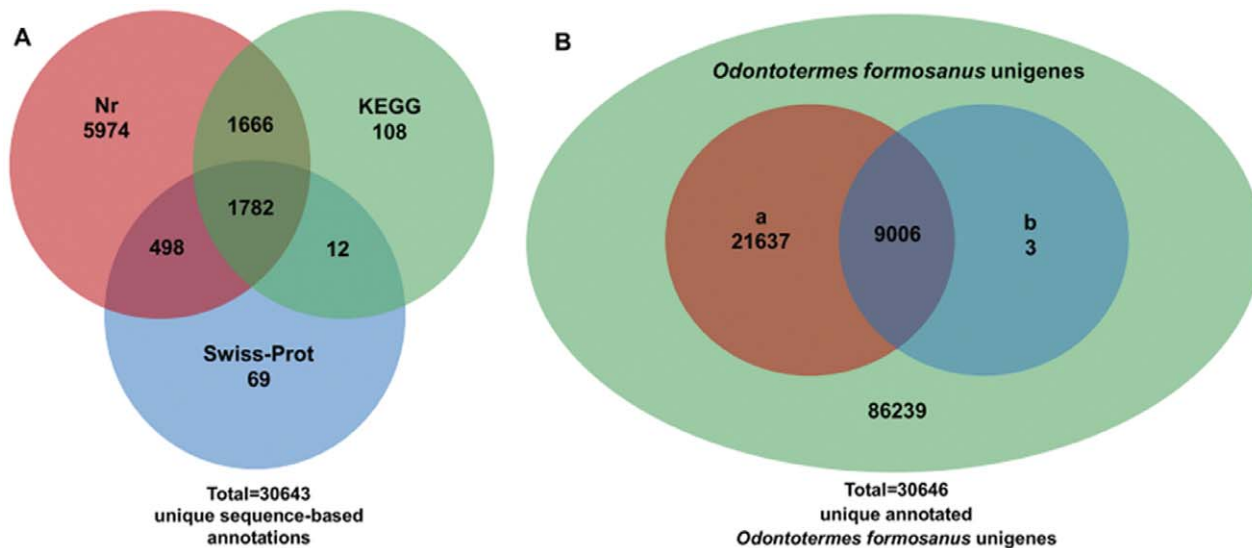 A
Nr
5974
1666
KEGG
108
1782
498
12
Swiss-Prot
69
Total=30643
unique sequence-based
annotations
B
Odontotermes formosanus unigenes
a
21637
9006
b
3
86239
Total=30646
unique annotated
Odontotermes formosanus unigenes